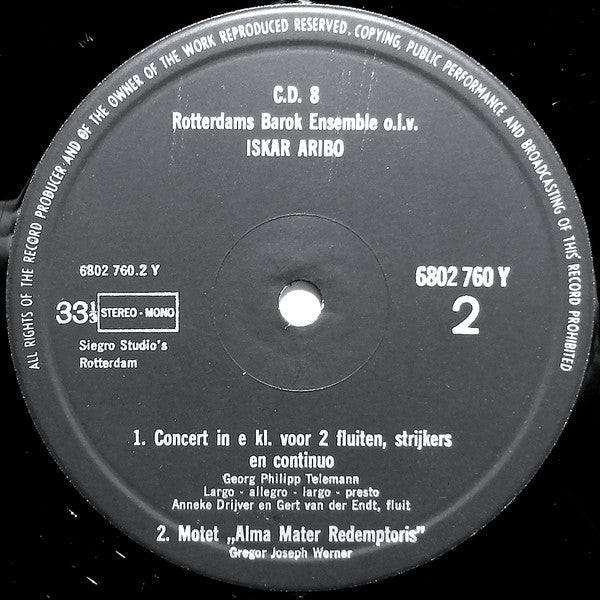 ALL RIGHTS OF THE RECORD PRODUCER AND OF THE OWNER OF THE WORK REPRODUCED RESERVED. COPYING, PUBLIC PERFORMANCE AND BROADCASTING OF THIS RECORD PROHIBITED
C.D. 8
Rotterdams Barok Ensemble o.l.v.
ISKAR ARIBO
6802 760.2 Y
33⅓ STEREO - MONO
Siegro Studio's
Rotterdam
6802 760 Y
2
1. Concert in e kl. voor 2 fluiten, strijkers
en continuo
Georg Philipp Telemann
Largo - allegro - largo - presto
Anneke Drijver en Gert van der Endt, fluit
2. Motet „Alma Mater Redemptoris”
Gregor Joseph Werner